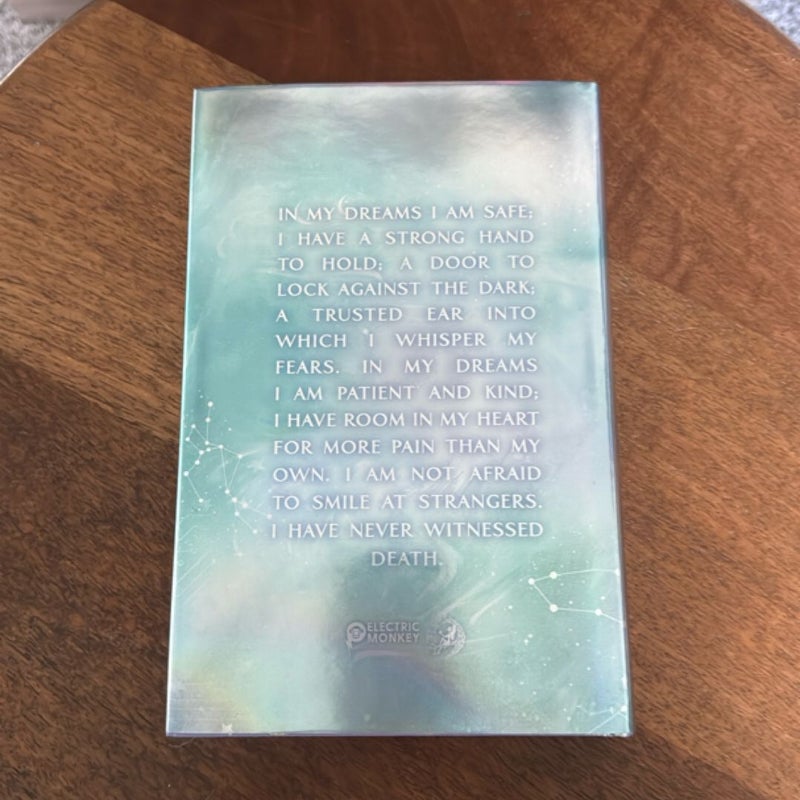 IN MY DREAMS I AM SAFE;
I HAVE A STRONG HAND
TO HOLD; A DOOR TO
LOCK AGAINST THE DARK;
A TRUSTED EAR INTO
WHICH I WHISPER MY
FEARS. IN MY DREAMS
I AM PATIENT AND KIND;
I HAVE ROOM IN MY HEART
FOR MORE PAIN THAN MY
OWN. I AM NOT AFRAID
TO SMILE AT STRANGERS.
I HAVE NEVER WITNESSED
DEATH.
ELECTRIC
MONKEY